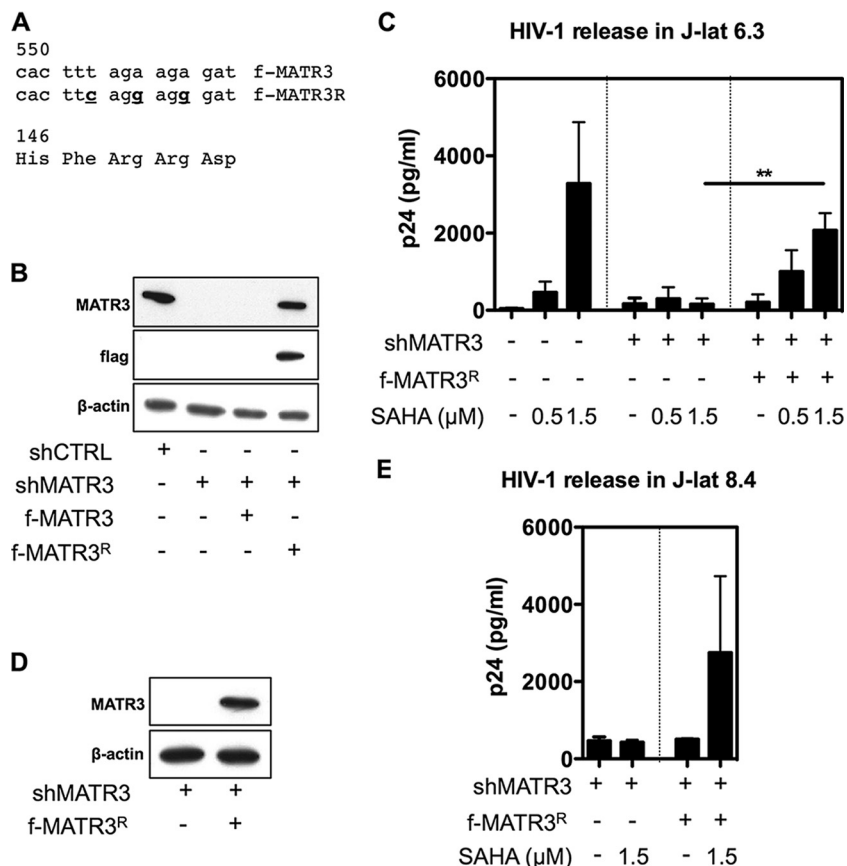 A
550
cac ttt aga aga gat f-MATR3
cac ttc agg agg gat f-MATR3R
146
His Phe Arg Arg Asp
B
MATR3
flag
β-actin
shCTRL + - - -
shMATR3 - + + +
f-MATR3 - - + -
f-MATR3ᴿ - - - +
C
HIV-1 release in J-lat 6.3
p24 (pg/ml)
6000
4000
2000
0
**
shMATR3 - - - + + + + + +
f-MATR3ᴿ - - - - - - + + +
SAHA (μM) - 0.5 1.5 - 0.5 1.5 - 0.5 1.5
D
MATR3
β-actin
shMATR3 + +
f-MATR3ᴿ - +
E
HIV-1 release in J-lat 8.4
p24 (pg/ml)
6000
4000
2000
0
shMATR3 + + + +
f-MATR3ᴿ - - + +
SAHA (μM) - 1.5 - 1.5